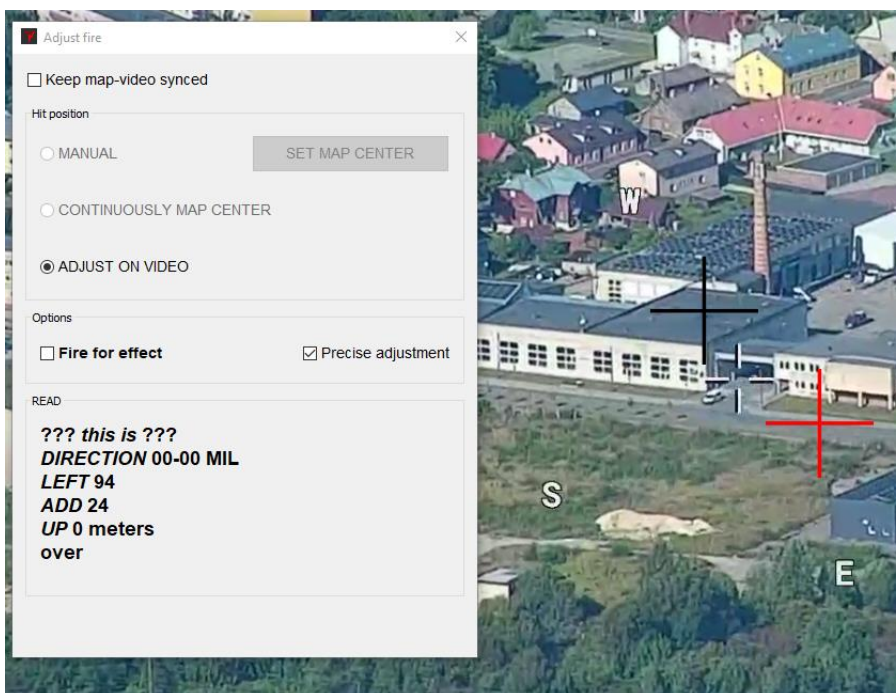 Adjust fire
Keep map-video synced
Hit position
MANUAL
SET MAP CENTER
CONTINUOUSLY MAP CENTER
ADJUST ON VIDEO
Options
Fire for effect
Precise adjustment
READ
??? this is ???
DIRECTION 00-00 MIL
LEFT 94
ADD 24
UP 0 meters
over
W
S
E